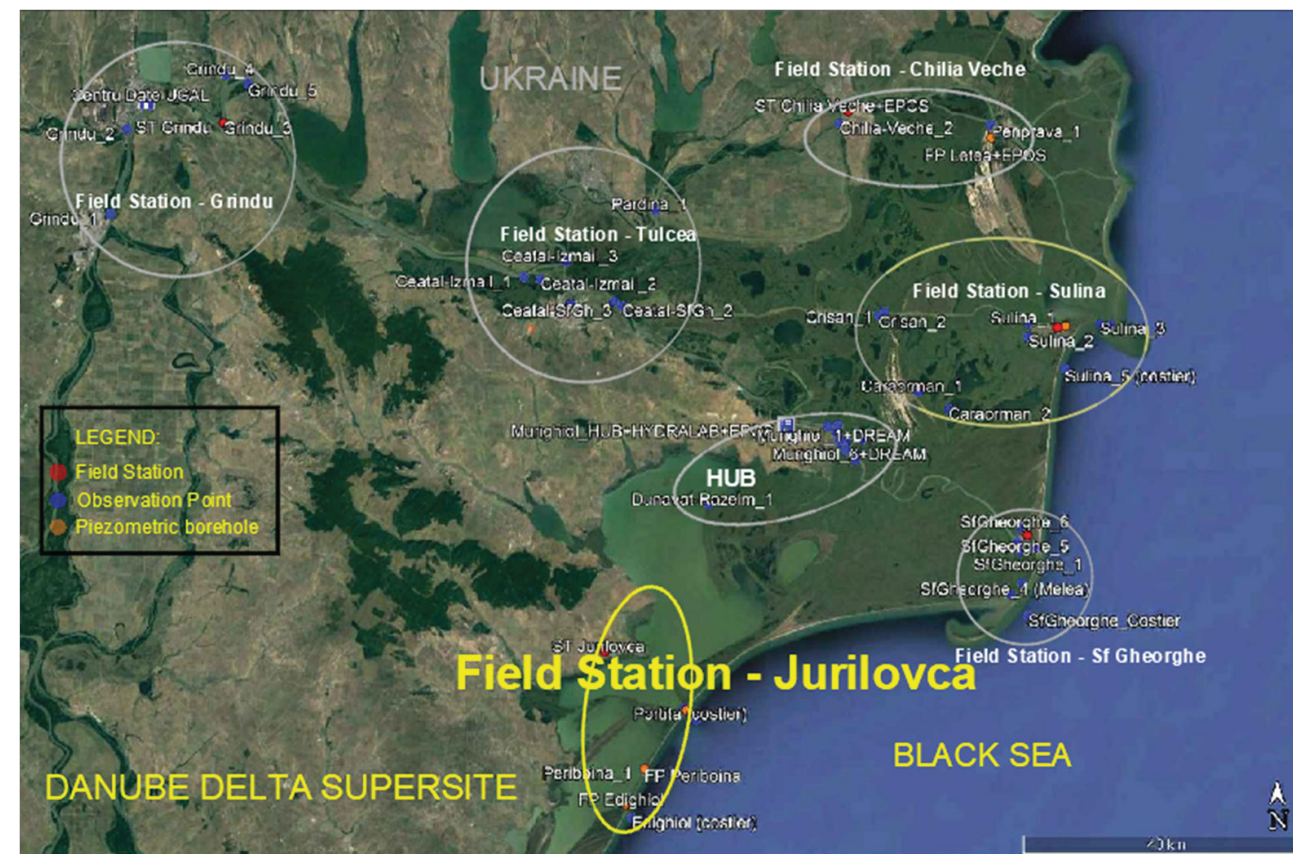 UKRAINE
Field Station - Chilia Veche
ST Chilia Veche+EPOS
Chilia-Veche_2
Periprava_1
FP Letea+EPOS
Grindu_4
Grindu_5
Centru Date UGAL
Grindu_2
ST Grindu
Grindu_3
Field Station - Grindu
Grindu_1
Pardina_1
Field Station - Tulcea
Ceatal-Izmail_3
Ceatal-Izmail_1
Ceatal-Izmail_2
Ceatal-SfGh_3
Ceatal-SfGh_2
Field Station - Sulina
Crisan_1
Crisan_2
Sulina_1
Sulina_3
Sulina_2
Sulina_5 (costier)
Caraorman_1
Caraorman_2
LEGEND:
Field Station
Observation Point
Piezometric borehole
Murighiol_HUB+HYDRALAB+
Murighiol_1+DREAM
Murighiol_6+DREAM
HUB
Dunavat-Razelm_1
SfGheorghe_6
SfGheorghe_5
SfGheorghe_1
SfGheorghe_4 (Melea)
SfGheorghe_Costier
Field Station - Sf Gheorghe
ST Jurilovca
Field Station - Jurilovca
Portita (costier)
Periboina_1
FP Periboina
FP Edighiol
Edighiol (costier)
DANUBE DELTA SUPERSITE
BLACK SEA
N
40 km